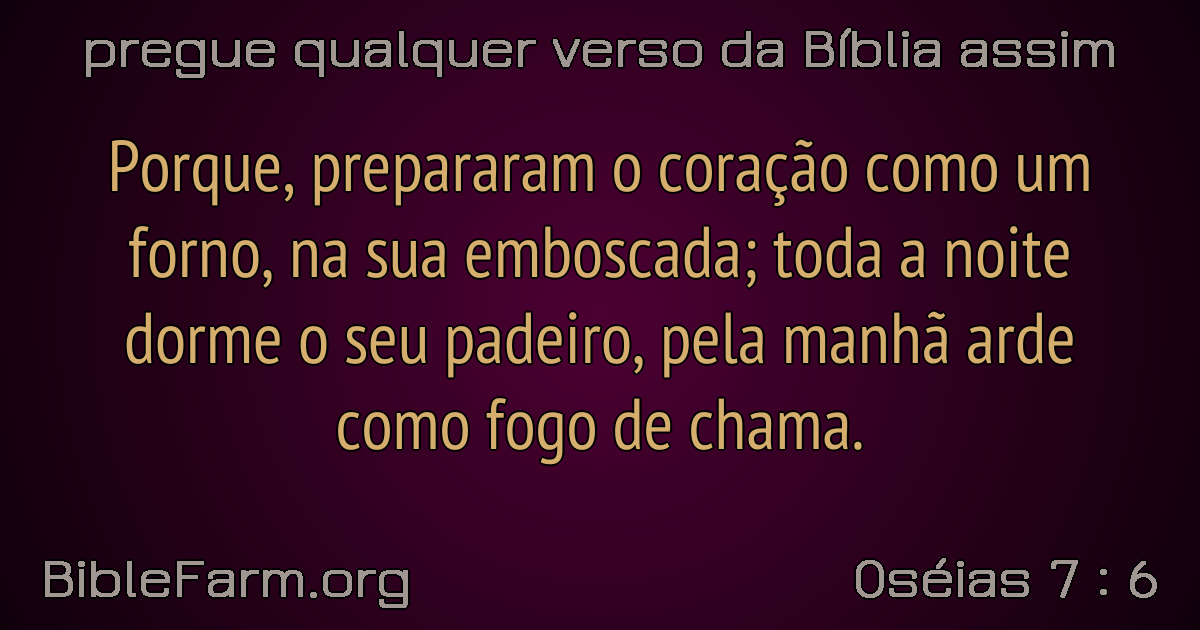 pregue qualquer verso da Bíblia assim
Porque, prepararam o coração como um
forno, na sua emboscada; toda a noite
dorme o seu padeiro, pela manhã arde
como fogo de chama.
BibleFarm.org
Oséias 7 : 6